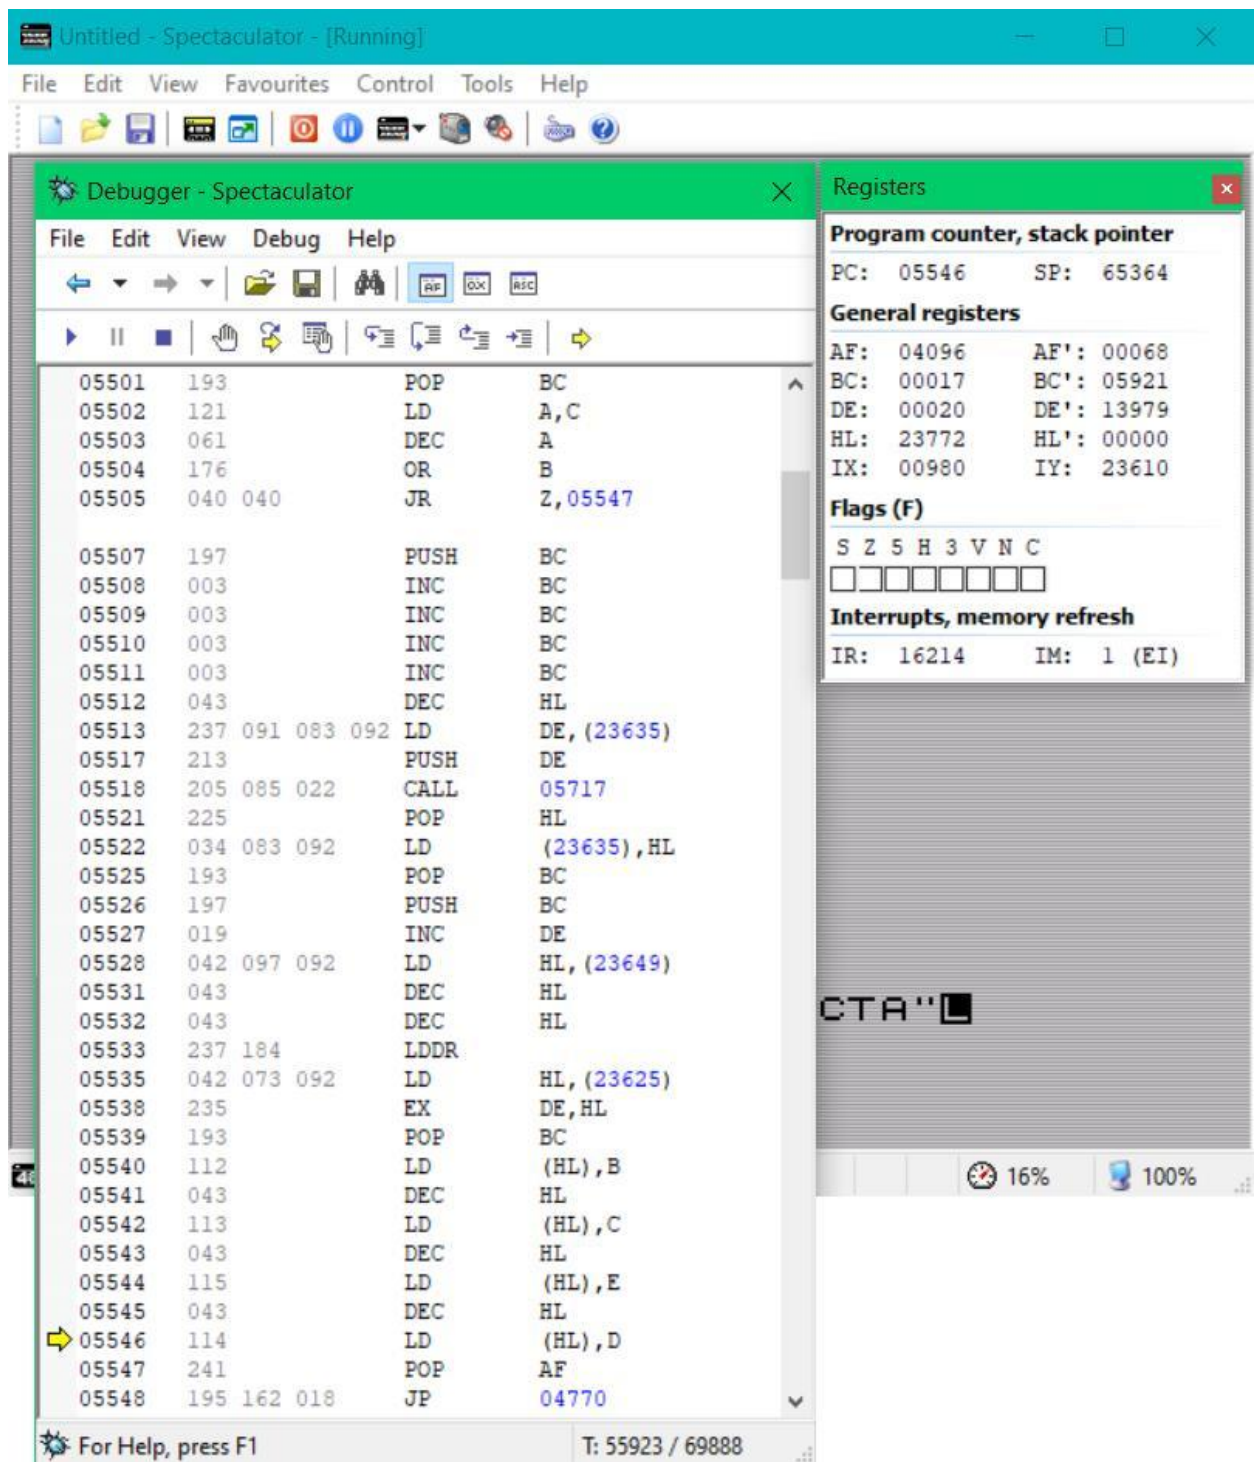 Untitled - Spectaculator - [Running]
File Edit View Favourites Control Tools Help
Debugger - Spectaculator
File Edit View Debug Help
05501 193 POP BC
05502 121 LD A,C
05503 061 DEC A
05504 176 OR B
05505 040 040 JR Z,05547
05507 197 PUSH BC
05508 003 INC BC
05509 003 INC BC
05510 003 INC BC
05511 003 INC BC
05512 043 DEC HL
05513 237 091 083 092 LD DE,(23635)
05517 213 PUSH DE
05518 205 085 022 CALL 05717
05521 225 POP HL
05522 034 083 092 LD (23635),HL
05525 193 POP BC
05526 197 PUSH BC
05527 019 INC DE
05528 042 097 092 LD HL,(23649)
05531 043 DEC HL
05532 043 DEC HL
05533 237 184 LDDR
05535 042 073 092 LD HL,(23625)
05538 235 EX DE,HL
05539 193 POP BC
05540 112 LD (HL),B
05541 043 DEC HL
05542 113 LD (HL),C
05543 043 DEC HL
05544 115 LD (HL),E
05545 043 DEC HL
05546 114 LD (HL),D
05547 241 POP AF
05548 195 162 018 JP 04770
For Help, press F1 T: 55923 / 69888
Registers
Program counter, stack pointer
PC: 05546 SP: 65364
General registers
AF: 04096 AF': 00068
BC: 00017 BC': 05921
DE: 00020 DE': 13979
HL: 23772 HL': 00000
IX: 00980 IY: 23610
Flags (F)
S Z 5 H 3 V N C
Interrupts, memory refresh
IR: 16214 IM: 1 (EI)
CTA"L
16% 100%